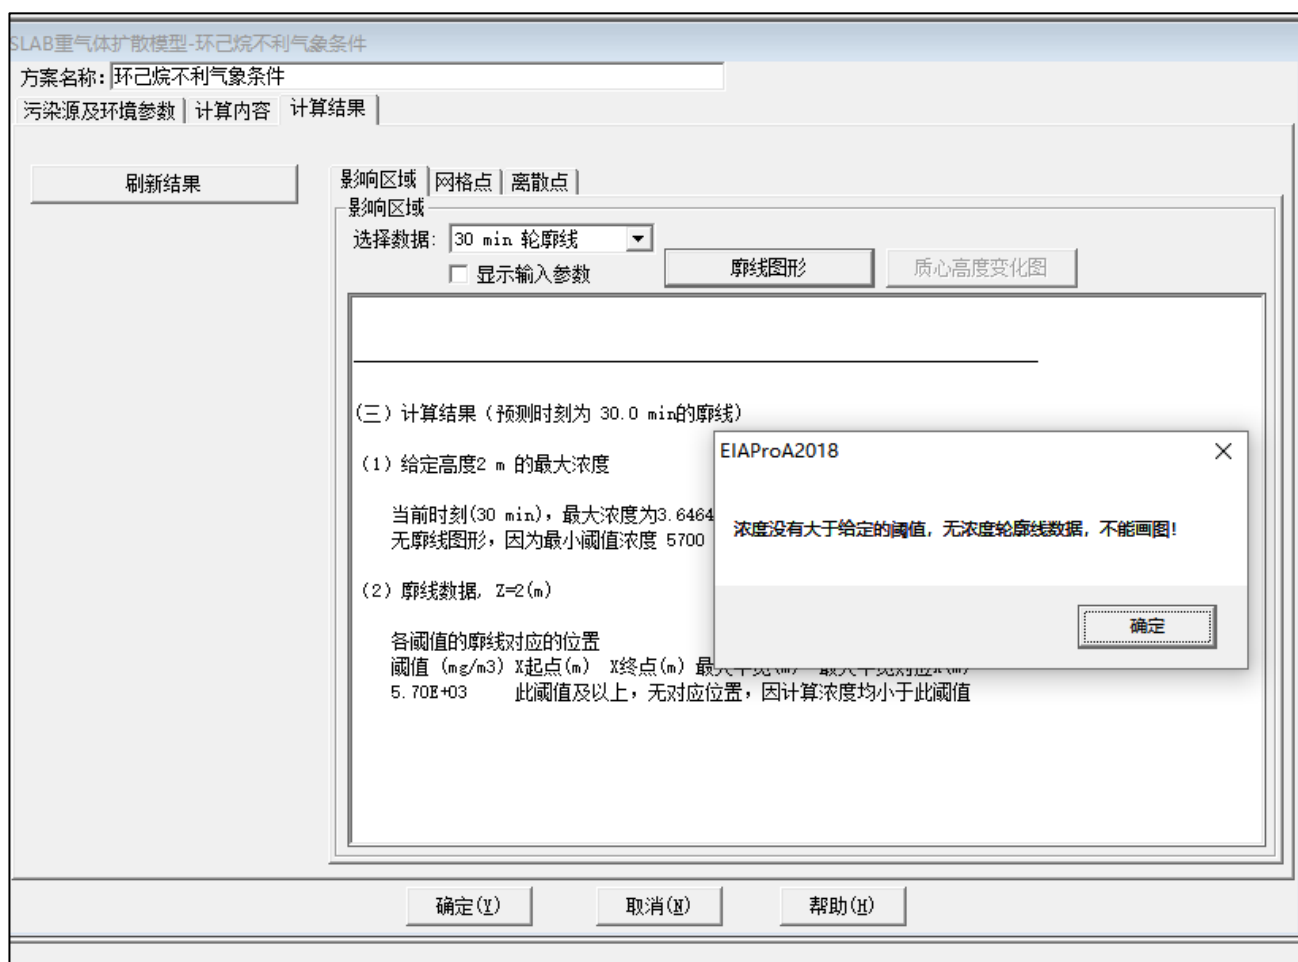 SLAB重气体扩散模型-环己烷不利气象条件
方案名称: 环己烷不利气象条件
污染源及环境参数 计算内容 计算结果
刷新结果
影响区域 网格点 离散点
影响区域
选择数据: 30 min 轮廓线
显示输入参数
廓线图形 质心高度变化图
(三)计算结果(预测时刻为 30.0 min的廓线)
(1)给定高度2 m 的最大浓度
当前时刻(30 min),最大浓度为3.6464
无廓线图形,因为最小阈值浓度 5700
(2)廓线数据, Z=2(m)
各阈值的廓线对应的位置
阈值 (mg/m3) X起点(m) X终点(m)
5.70E+03 此阈值及以上,无对应位置,因计算浓度均小于此阈值
EIAProA2018
浓度没有大于给定的阈值,无浓度轮廓线数据,不能画图!
确定
确定(Y) 取消(N) 帮助(H)